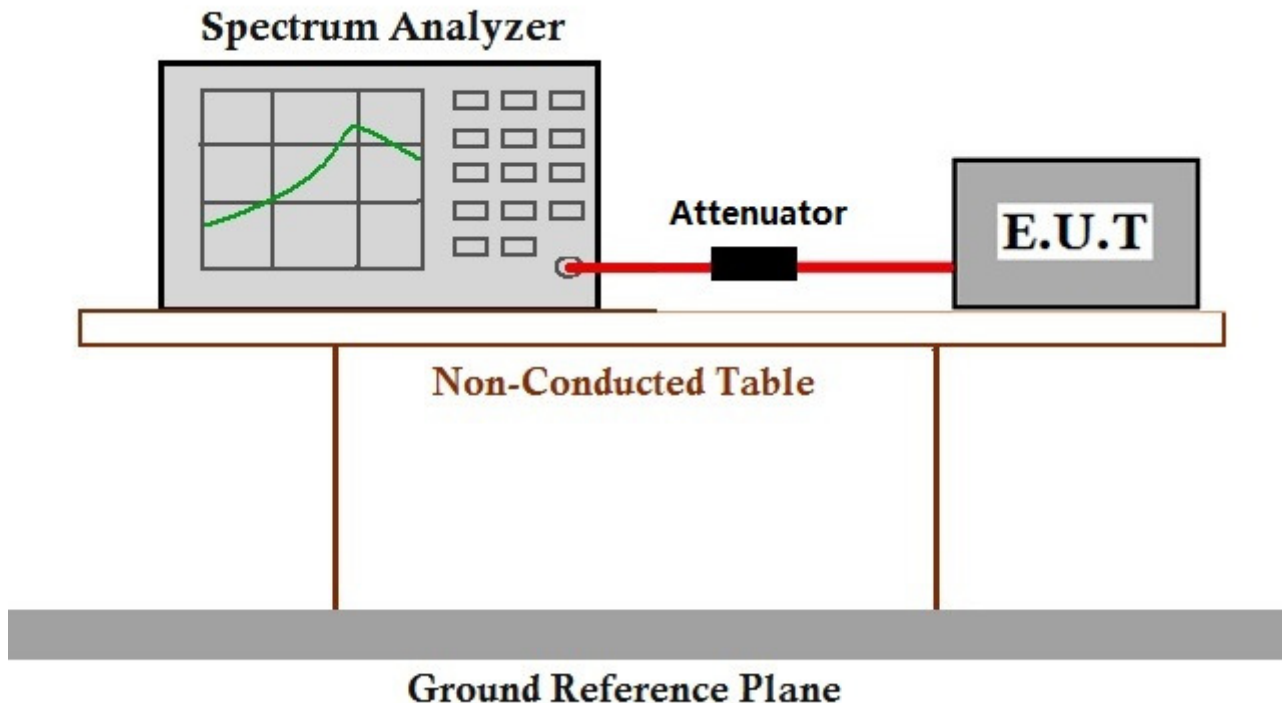 Spectrum Analyzer
Attenuator
E.U.T
Non-Conducted Table
Ground Reference Plane